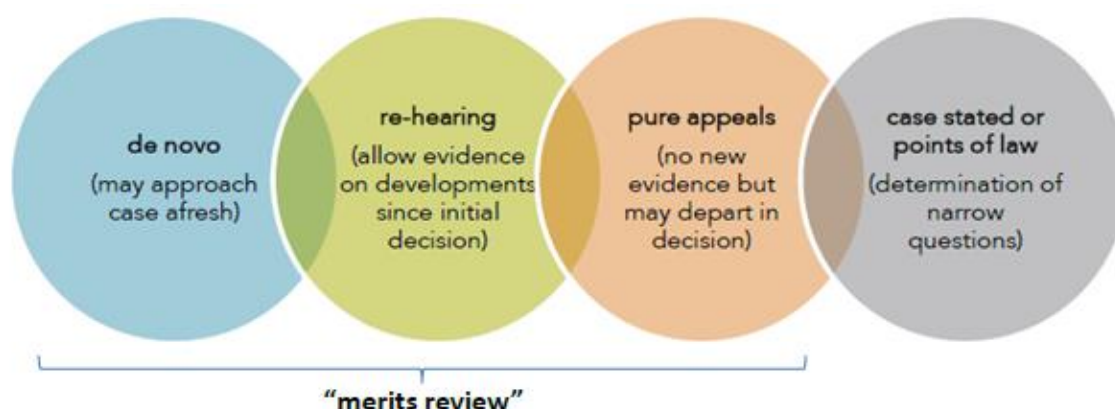 de novo
(may approach
case afresh)
re-hearing
(allow evidence
on developments
since initial
decision)
pure appeals
(no new
evidence but
may depart in
decision)
case stated or
points of law
(determination of
narrow
questions)
“merits review”